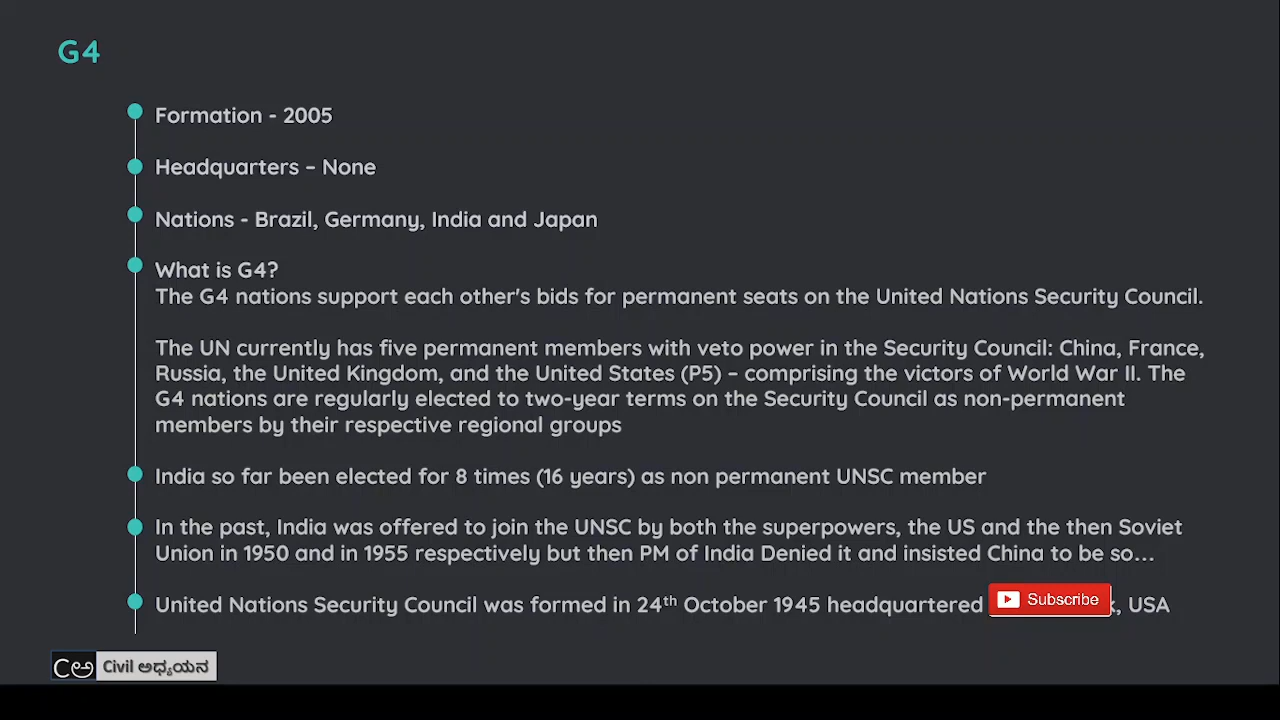 G4
Formation - 2005
Headquarters – None
Nations - Brazil, Germany, India and Japan
What is G4?
The G4 nations support each other's bids for permanent seats on the United Nations Security Council.
The UN currently has five permanent members with veto power in the Security Council: China, France,
Russia, the United Kingdom, and the United States (P5) – comprising the victors of World War II. The
G4 nations are regularly elected to two-year terms on the Security Council as non-permanent
members by their respective regional groups
India so far been elected for 8 times (16 years) as non permanent UNSC member
In the past, India was offered to join the UNSC by both the superpowers, the US and the then Soviet
Union in 1950 and in 1955 respectively but then PM of India Denied it and insisted China to be so...
United Nations Security Council was formed in 24th October 1945 headquartered Subscribe , USA
Cಅ Civil ಅಧ್ಯಯನ